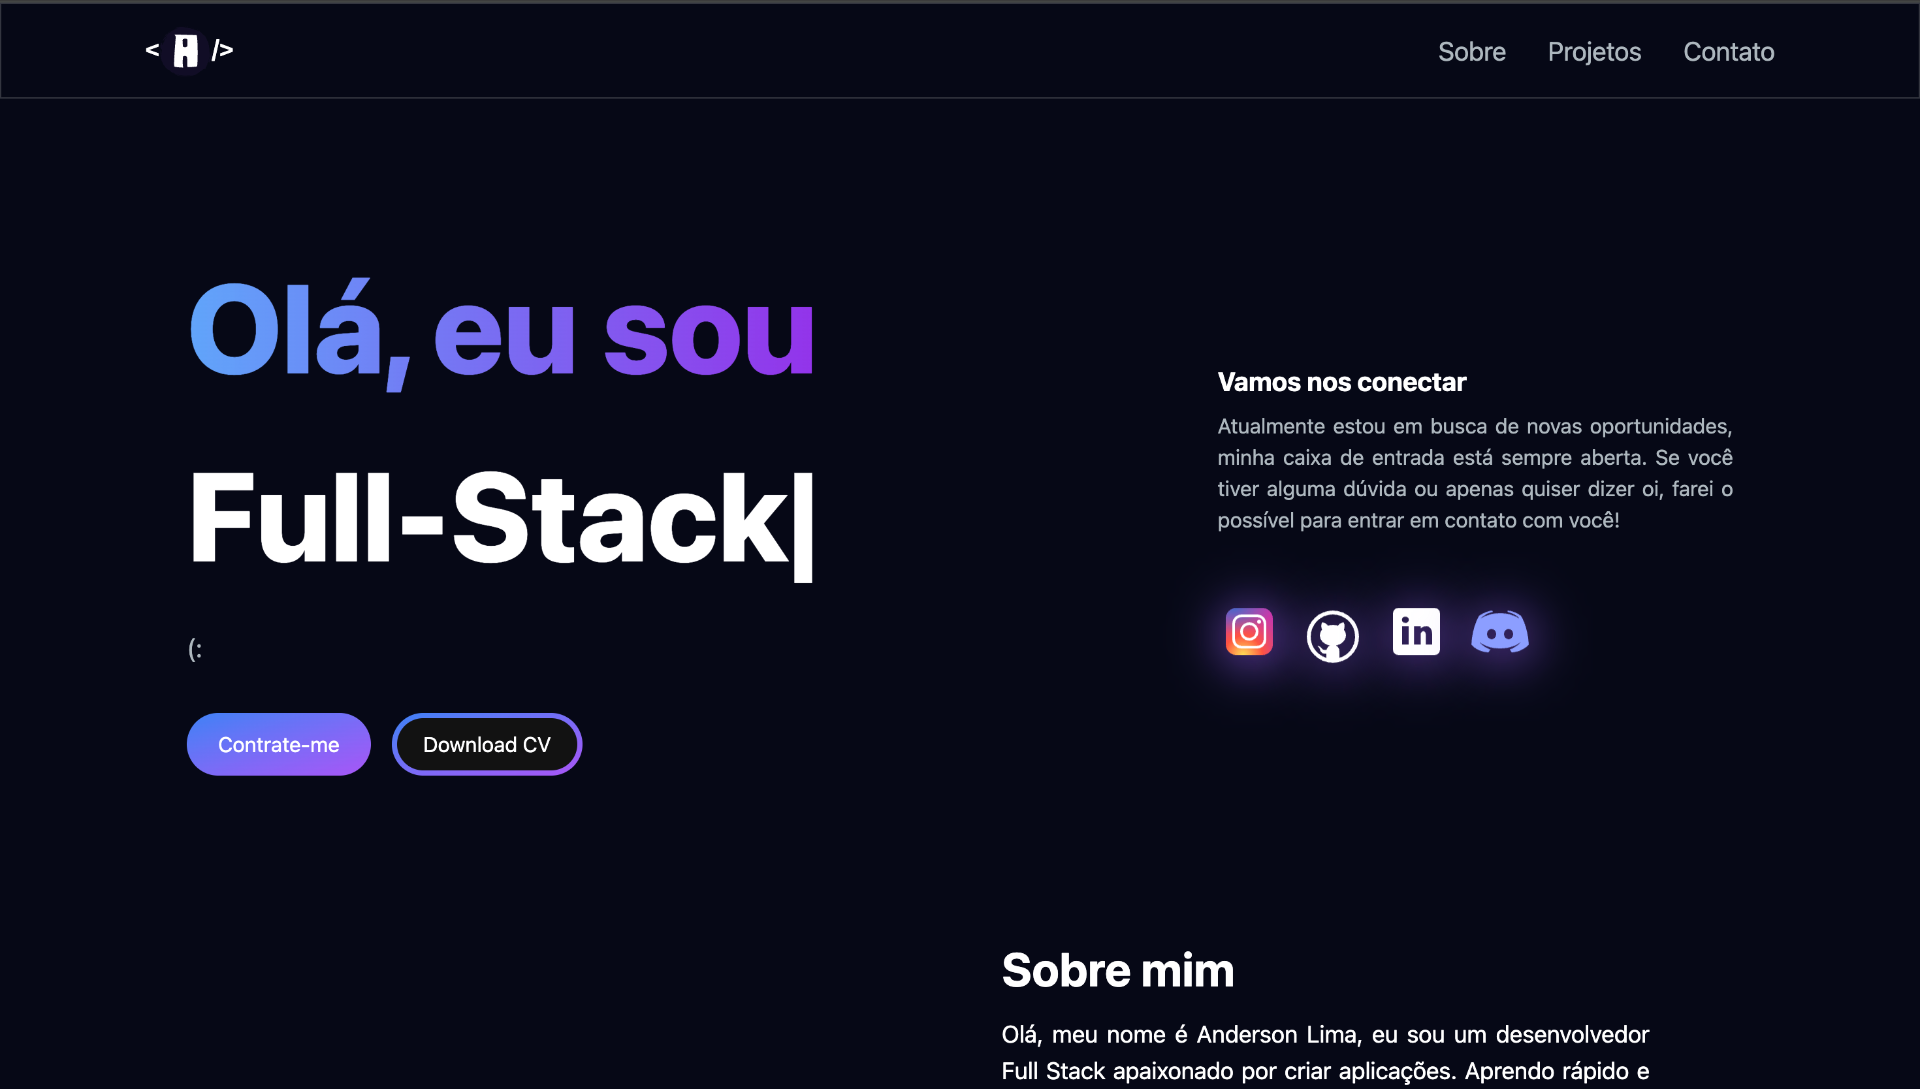 < A />
Sobre
Projetos
Contato
Olá, eu sou
Full-Stack|
(:
Contrate-me
Download CV
Vamos nos conectar
Atualmente estou em busca de novas oportunidades,
minha caixa de entrada está sempre aberta. Se você
tiver alguma dúvida ou apenas quiser dizer oi, farei o
possível para entrar em contato com você!
in
Sobre mim
Olá, meu nome é Anderson Lima, eu sou um desenvolvedor
Full Stack apaixonado por criar aplicações. Aprendo rápido e